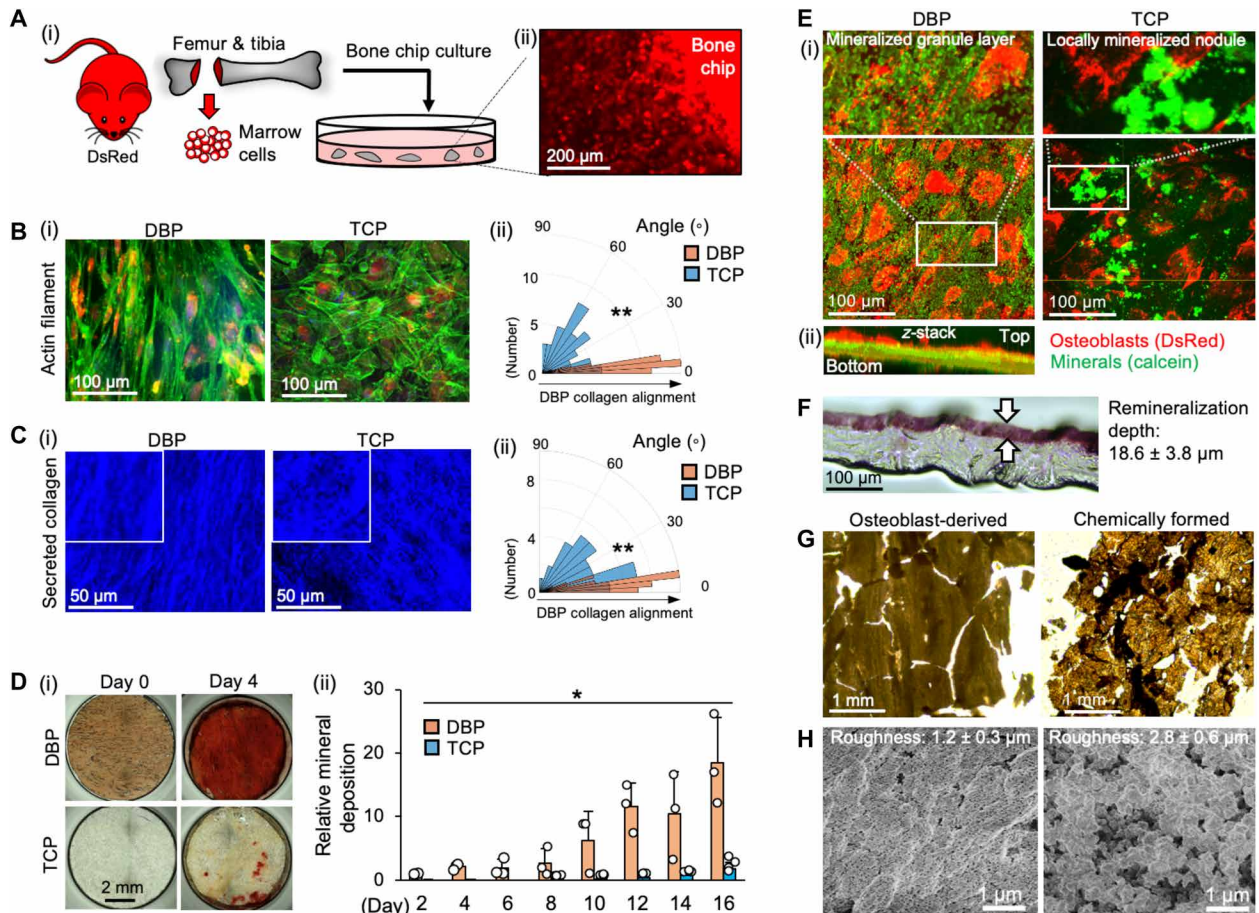 A
(i)
Femur & tibia
Bone chip culture
DsRed
Marrow
cells
(ii)
Bone
chip
200 µm
B
(i)
DBP
TCP
Actin filament
100 µm
100 µm
(ii)
Angle (◦)
DBP
TCP
90
60
30
0
10
5
0
(Number)
**
DBP collagen alignment
C
(i)
DBP
TCP
Secreted collagen
50 µm
50 µm
(ii)
Angle (◦)
DBP
TCP
90
60
30
0
8
4
0
(Number)
**
DBP collagen alignment
D
(i)
Day 0
Day 4
DBP
TCP
2 mm
(ii)
Relative mineral
deposition
30
20
10
0
*
DBP
TCP
(Day) 2 4 6 8 10 12 14 16
E
DBP
TCP
(i)
Mineralized granule layer
Locally mineralized nodule
100 µm
100 µm
(ii)
z-stack
Top
Bottom
Osteoblasts (DsRed)
Minerals (calcein)
F
100 µm
Remineralization
depth:
18.6 ± 3.8 µm
G
Osteoblast-derived
Chemically formed
1 mm
1 mm
H
Roughness: 1.2 ± 0.3 µm
Roughness: 2.8 ± 0.6 µm
1 µm
1 µm